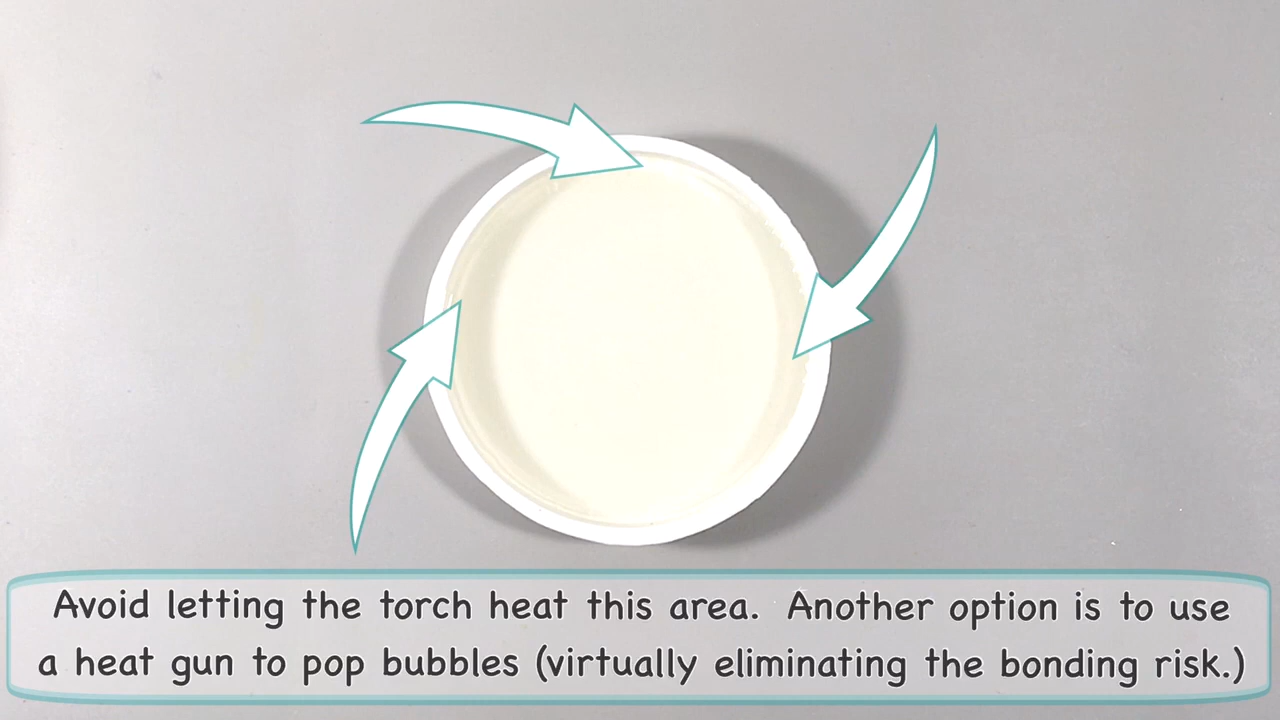 Avoid letting the torch heat this area. Another option is to use
a heat gun to pop bubbles (virtually eliminating the bonding risk.)